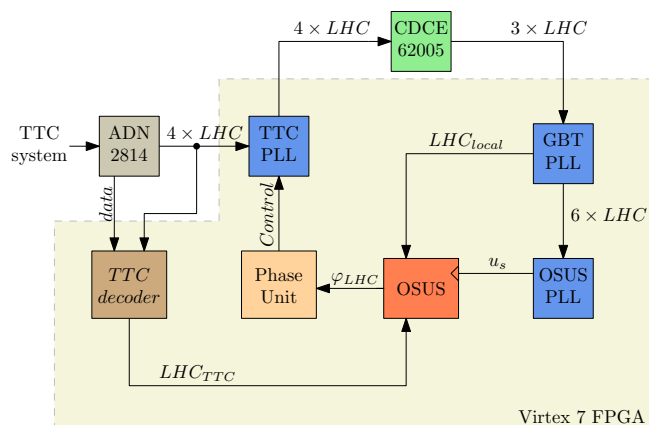 4 × LHC
CDCE
62005
3 × LHC
TTC
system
ADN
2814
4 × LHC
TTC
PLL
LHC_local
GBT
PLL
data
Control
6 × LHC
TTC
decoder
Phase
Unit
φ_LHC
OSUS
u_s
OSUS
PLL
LHC_TTC
Virtex 7 FPGA